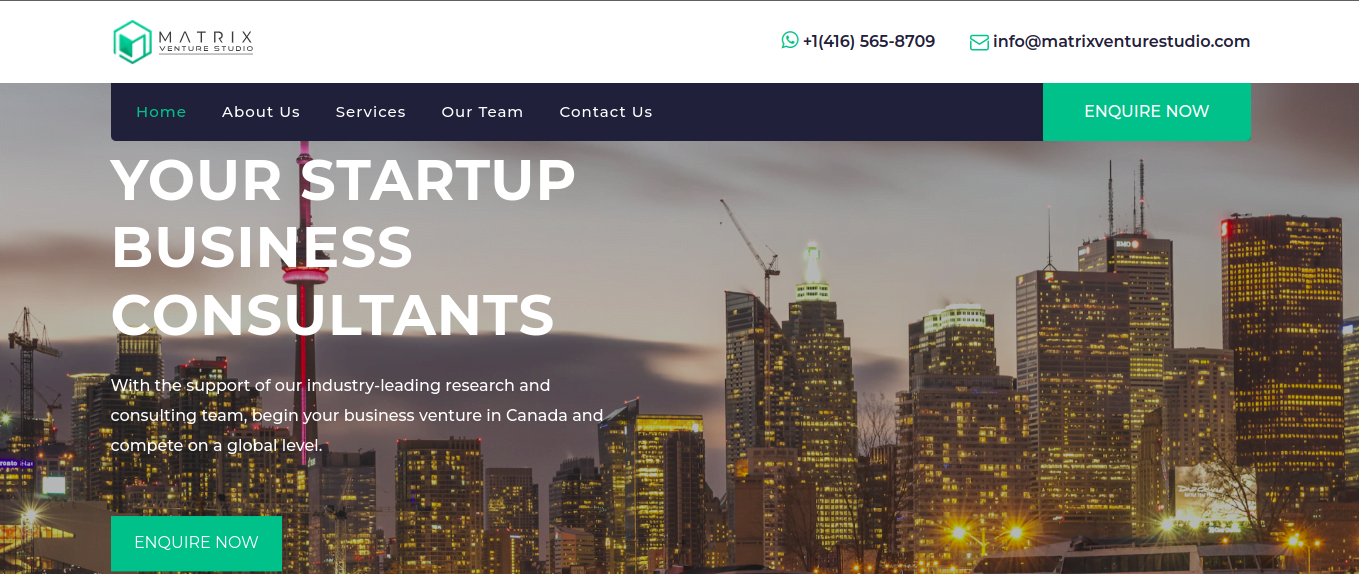 MATRIX
VENTURE STUDIO
+1(416) 565-8709
info@matrixventurestudio.com
Home
About Us
Services
Our Team
Contact Us
ENQUIRE NOW
YOUR STARTUP
BUSINESS
CONSULTANTS
With the support of our industry-leading research and
consulting team, begin your business venture in Canada and
compete on a global level.
ENQUIRE NOW
BMO